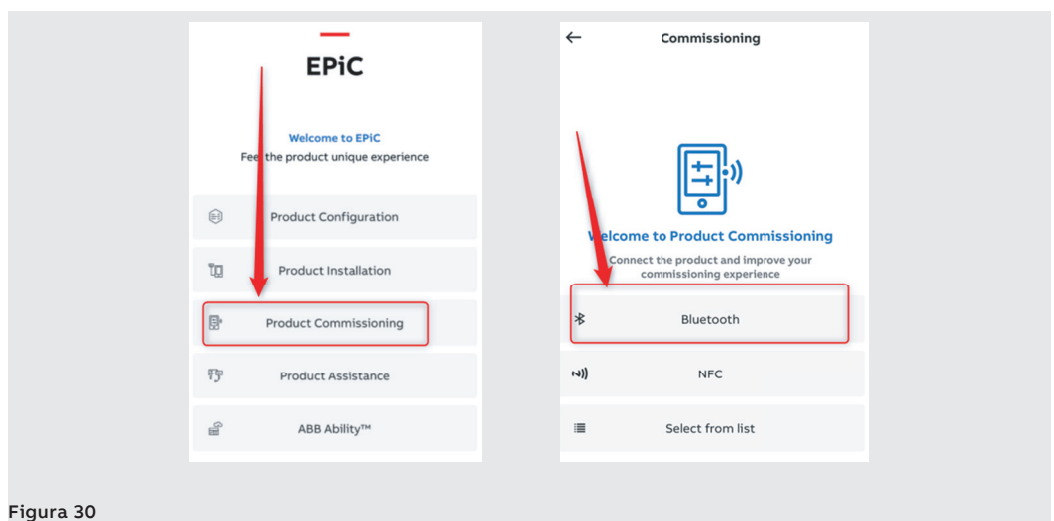 EPiC
Welcome to EPiC
Feel the product unique experience
Product Configuration
Product Installation
Product Commissioning
Product Assistance
ABB Ability™
Commissioning
Welcome to Product Commissioning
Connect the product and improve your
commissioning experience
Bluetooth
NFC
Select from list
Figura 30